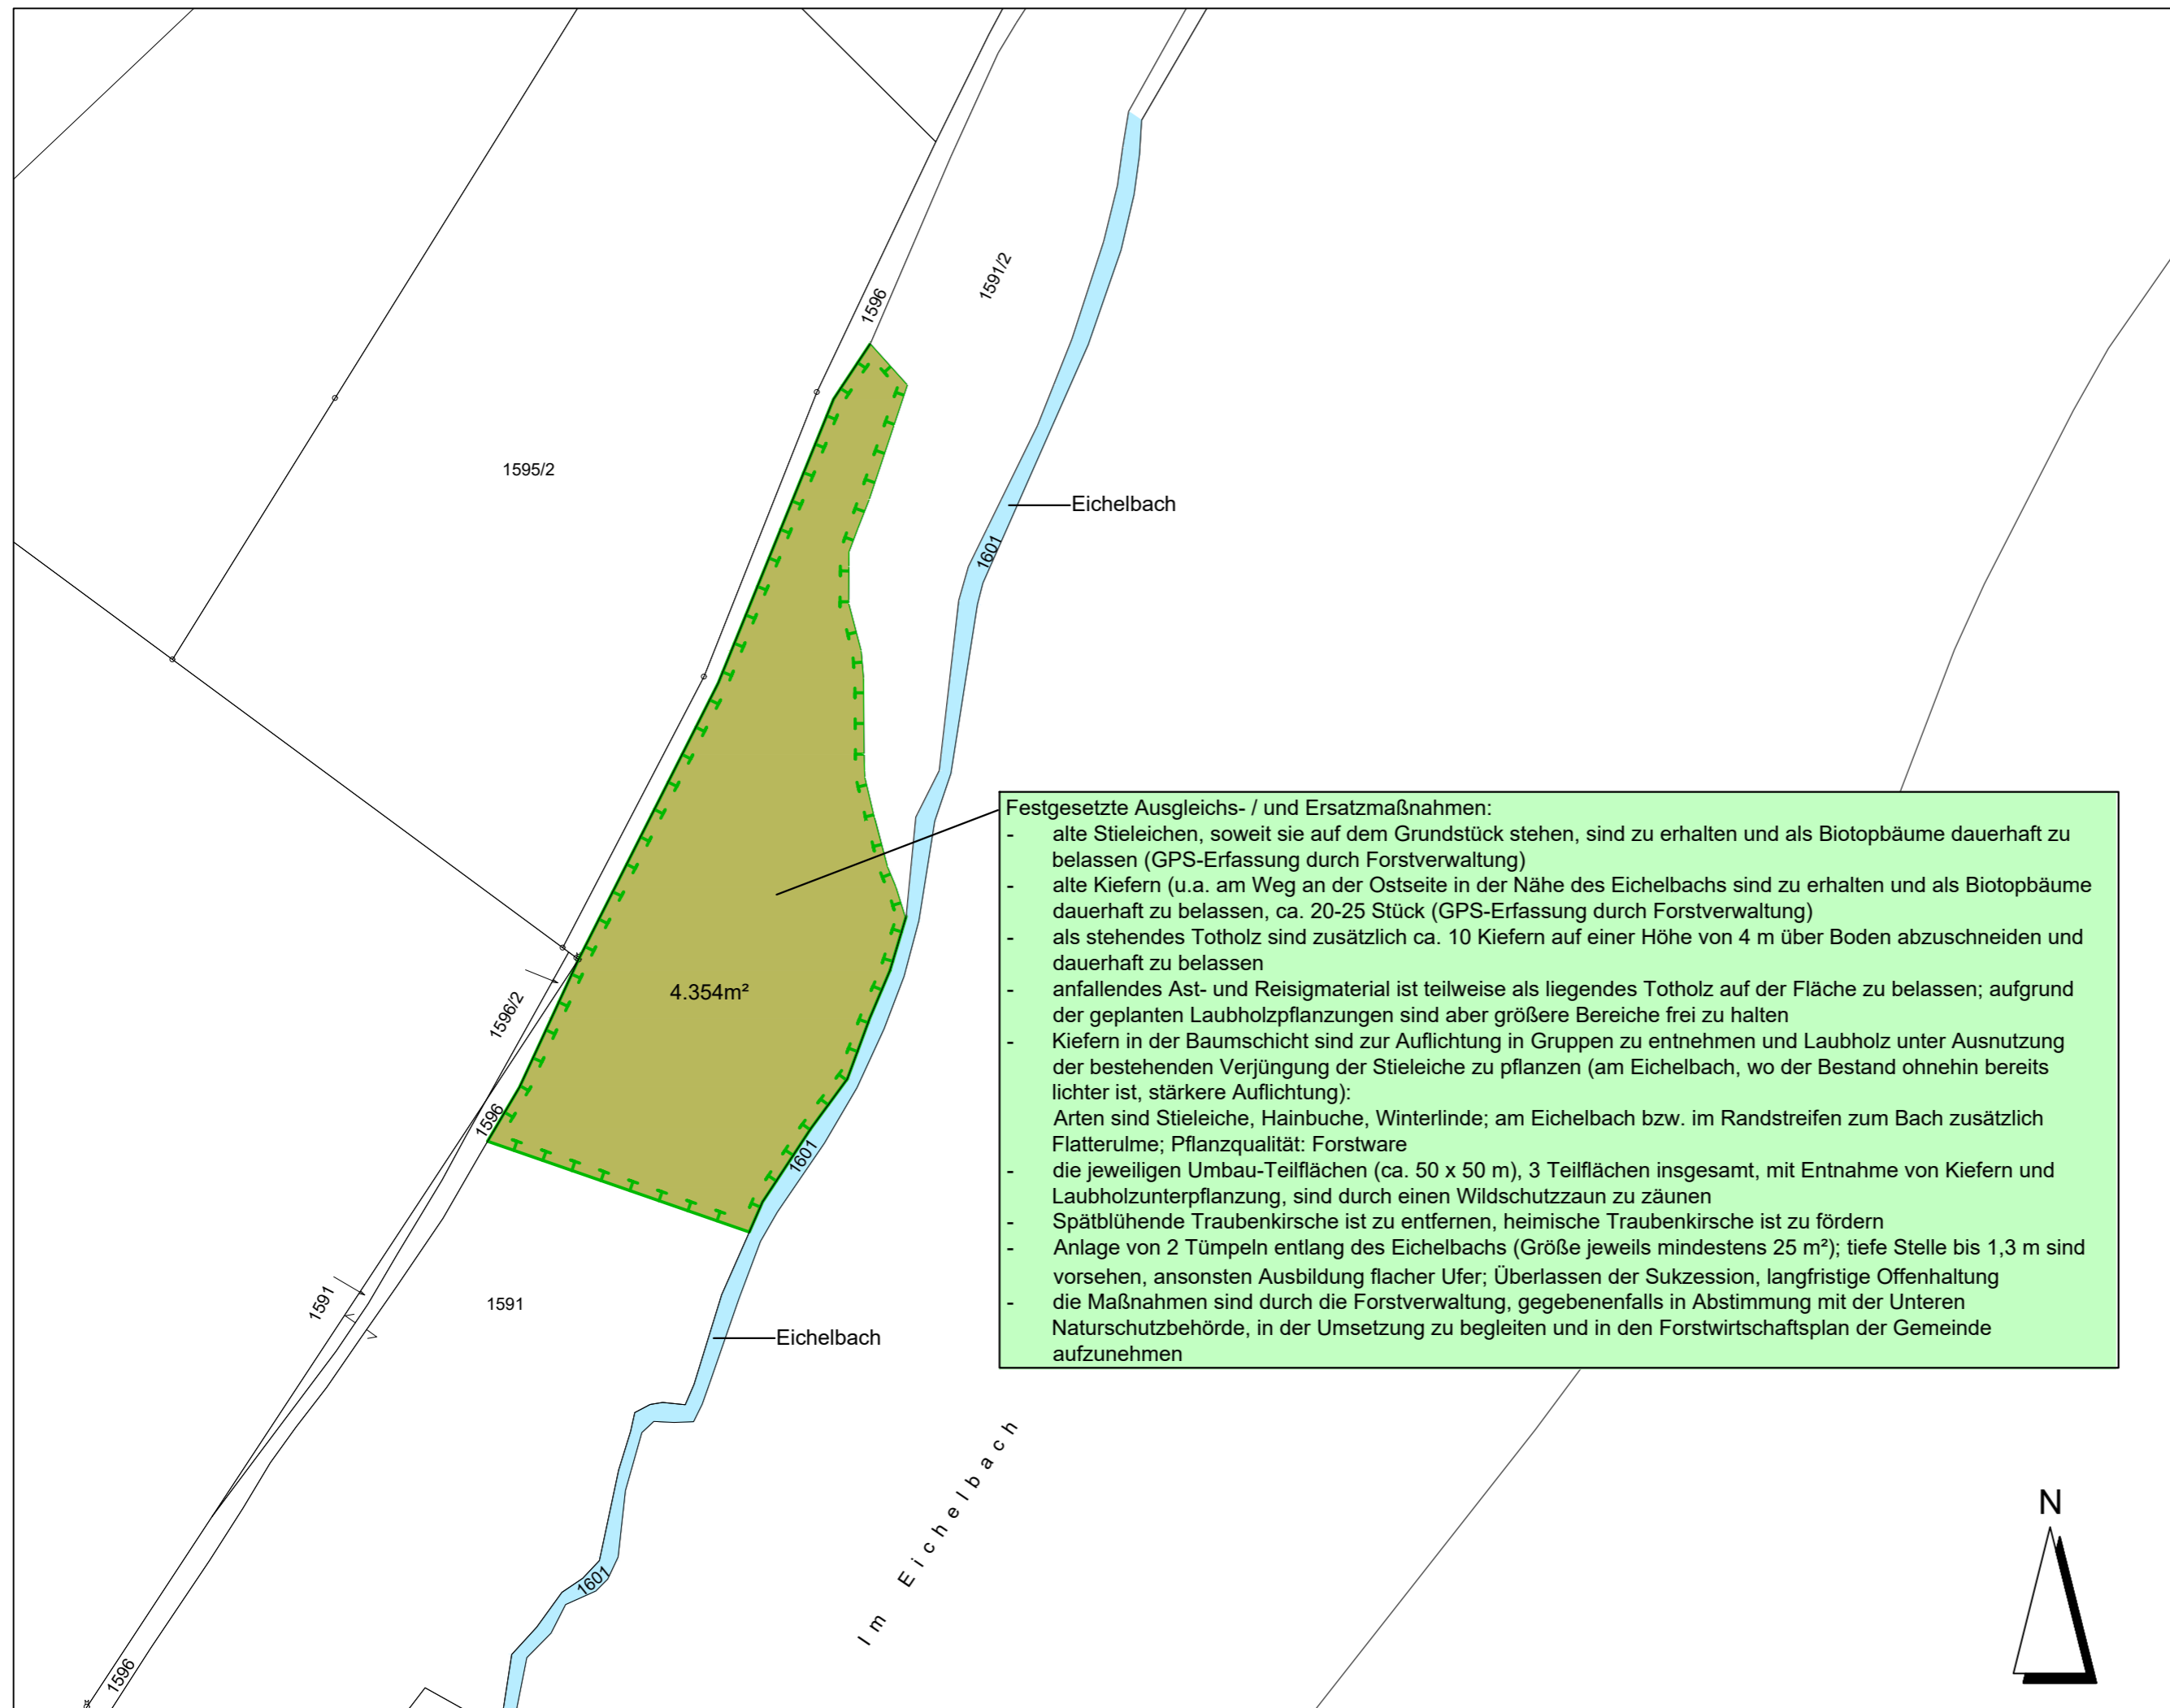 1591/2
1596
1595/2
Eichelbach
1601
Festgesetzte Ausgleichs- / und Ersatzmaßnahmen:
- alte Stieleichen, soweit sie auf dem Grundstück stehen, sind zu erhalten und als Biotopbäume dauerhaft zu
belassen (GPS-Erfassung durch Forstverwaltung)
- alte Kiefern (u.a. am Weg an der Ostseite in der Nähe des Eichelbachs sind zu erhalten und als Biotopbäume
dauerhaft zu belassen, ca. 20-25 Stück (GPS-Erfassung durch Forstverwaltung)
- als stehendes Totholz sind zusätzlich ca. 10 Kiefern auf einer Höhe von 4 m über Boden abzuschneiden und
dauerhaft zu belassen
- anfallendes Ast- und Reisigmaterial ist teilweise als liegendes Totholz auf der Fläche zu belassen; aufgrund
der geplanten Laubholzpflanzungen sind aber größere Bereiche frei zu halten
- Kiefern in der Baumschicht sind zur Auflichtung in Gruppen zu entnehmen und Laubholz unter Ausnutzung
der bestehenden Verjüngung der Stieleiche zu pflanzen (am Eichelbach, wo der Bestand ohnehin bereits
lichter ist, stärkere Auflichtung):
Arten sind Stieleiche, Hainbuche, Winterlinde; am Eichelbach bzw. im Randstreifen zum Bach zusätzlich
Flatterulme; Pflanzqualität: Forstware
- die jeweiligen Umbau-Teilflächen (ca. 50 x 50 m), 3 Teilflächen insgesamt, mit Entnahme von Kiefern und
Laubholzunterpflanzung, sind durch einen Wildschutzzaun zu zäunen
- Spätblühende Traubenkirsche ist zu entfernen, heimische Traubenkirsche ist zu fördern
- Anlage von 2 Tümpeln entlang des Eichelbachs (Größe jeweils mindestens 25 m²); tiefe Stelle bis 1,3 m sind
vorsehen, ansonsten Ausbildung flacher Ufer; Überlassen der Sukzession, langfristige Offenhaltung
- die Maßnahmen sind durch die Forstverwaltung, gegebenenfalls in Abstimmung mit der Unteren
Naturschutzbehörde, in der Umsetzung zu begleiten und in den Forstwirtschaftsplan der Gemeinde
aufzunehmen
4.354m²
1596/2
1596
1601
1591
1591
Eichelbach
Im Eichelbach
N
1601
1596